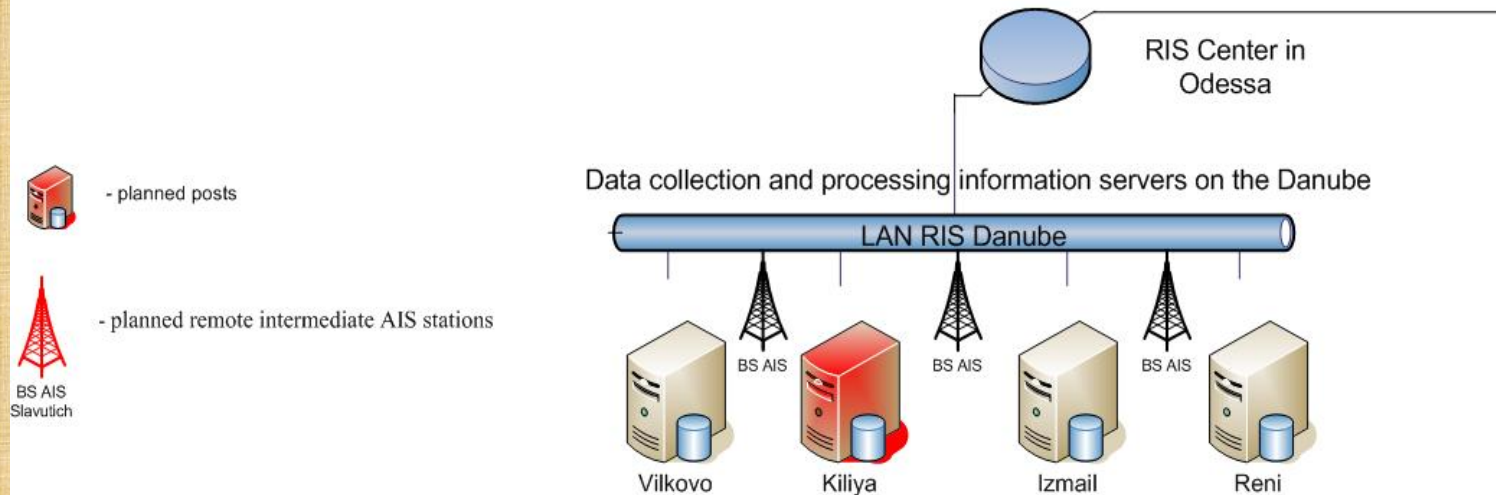 RIS Center in
Odessa
- planned posts
Data collection and processing information servers on the Danube
LAN RIS Danube
- planned remote intermediate AIS stations
BS AIS
Slavutich
BS AIS
BS AIS
BS AIS
Vilkovo
Kiliya
Izmail
Reni